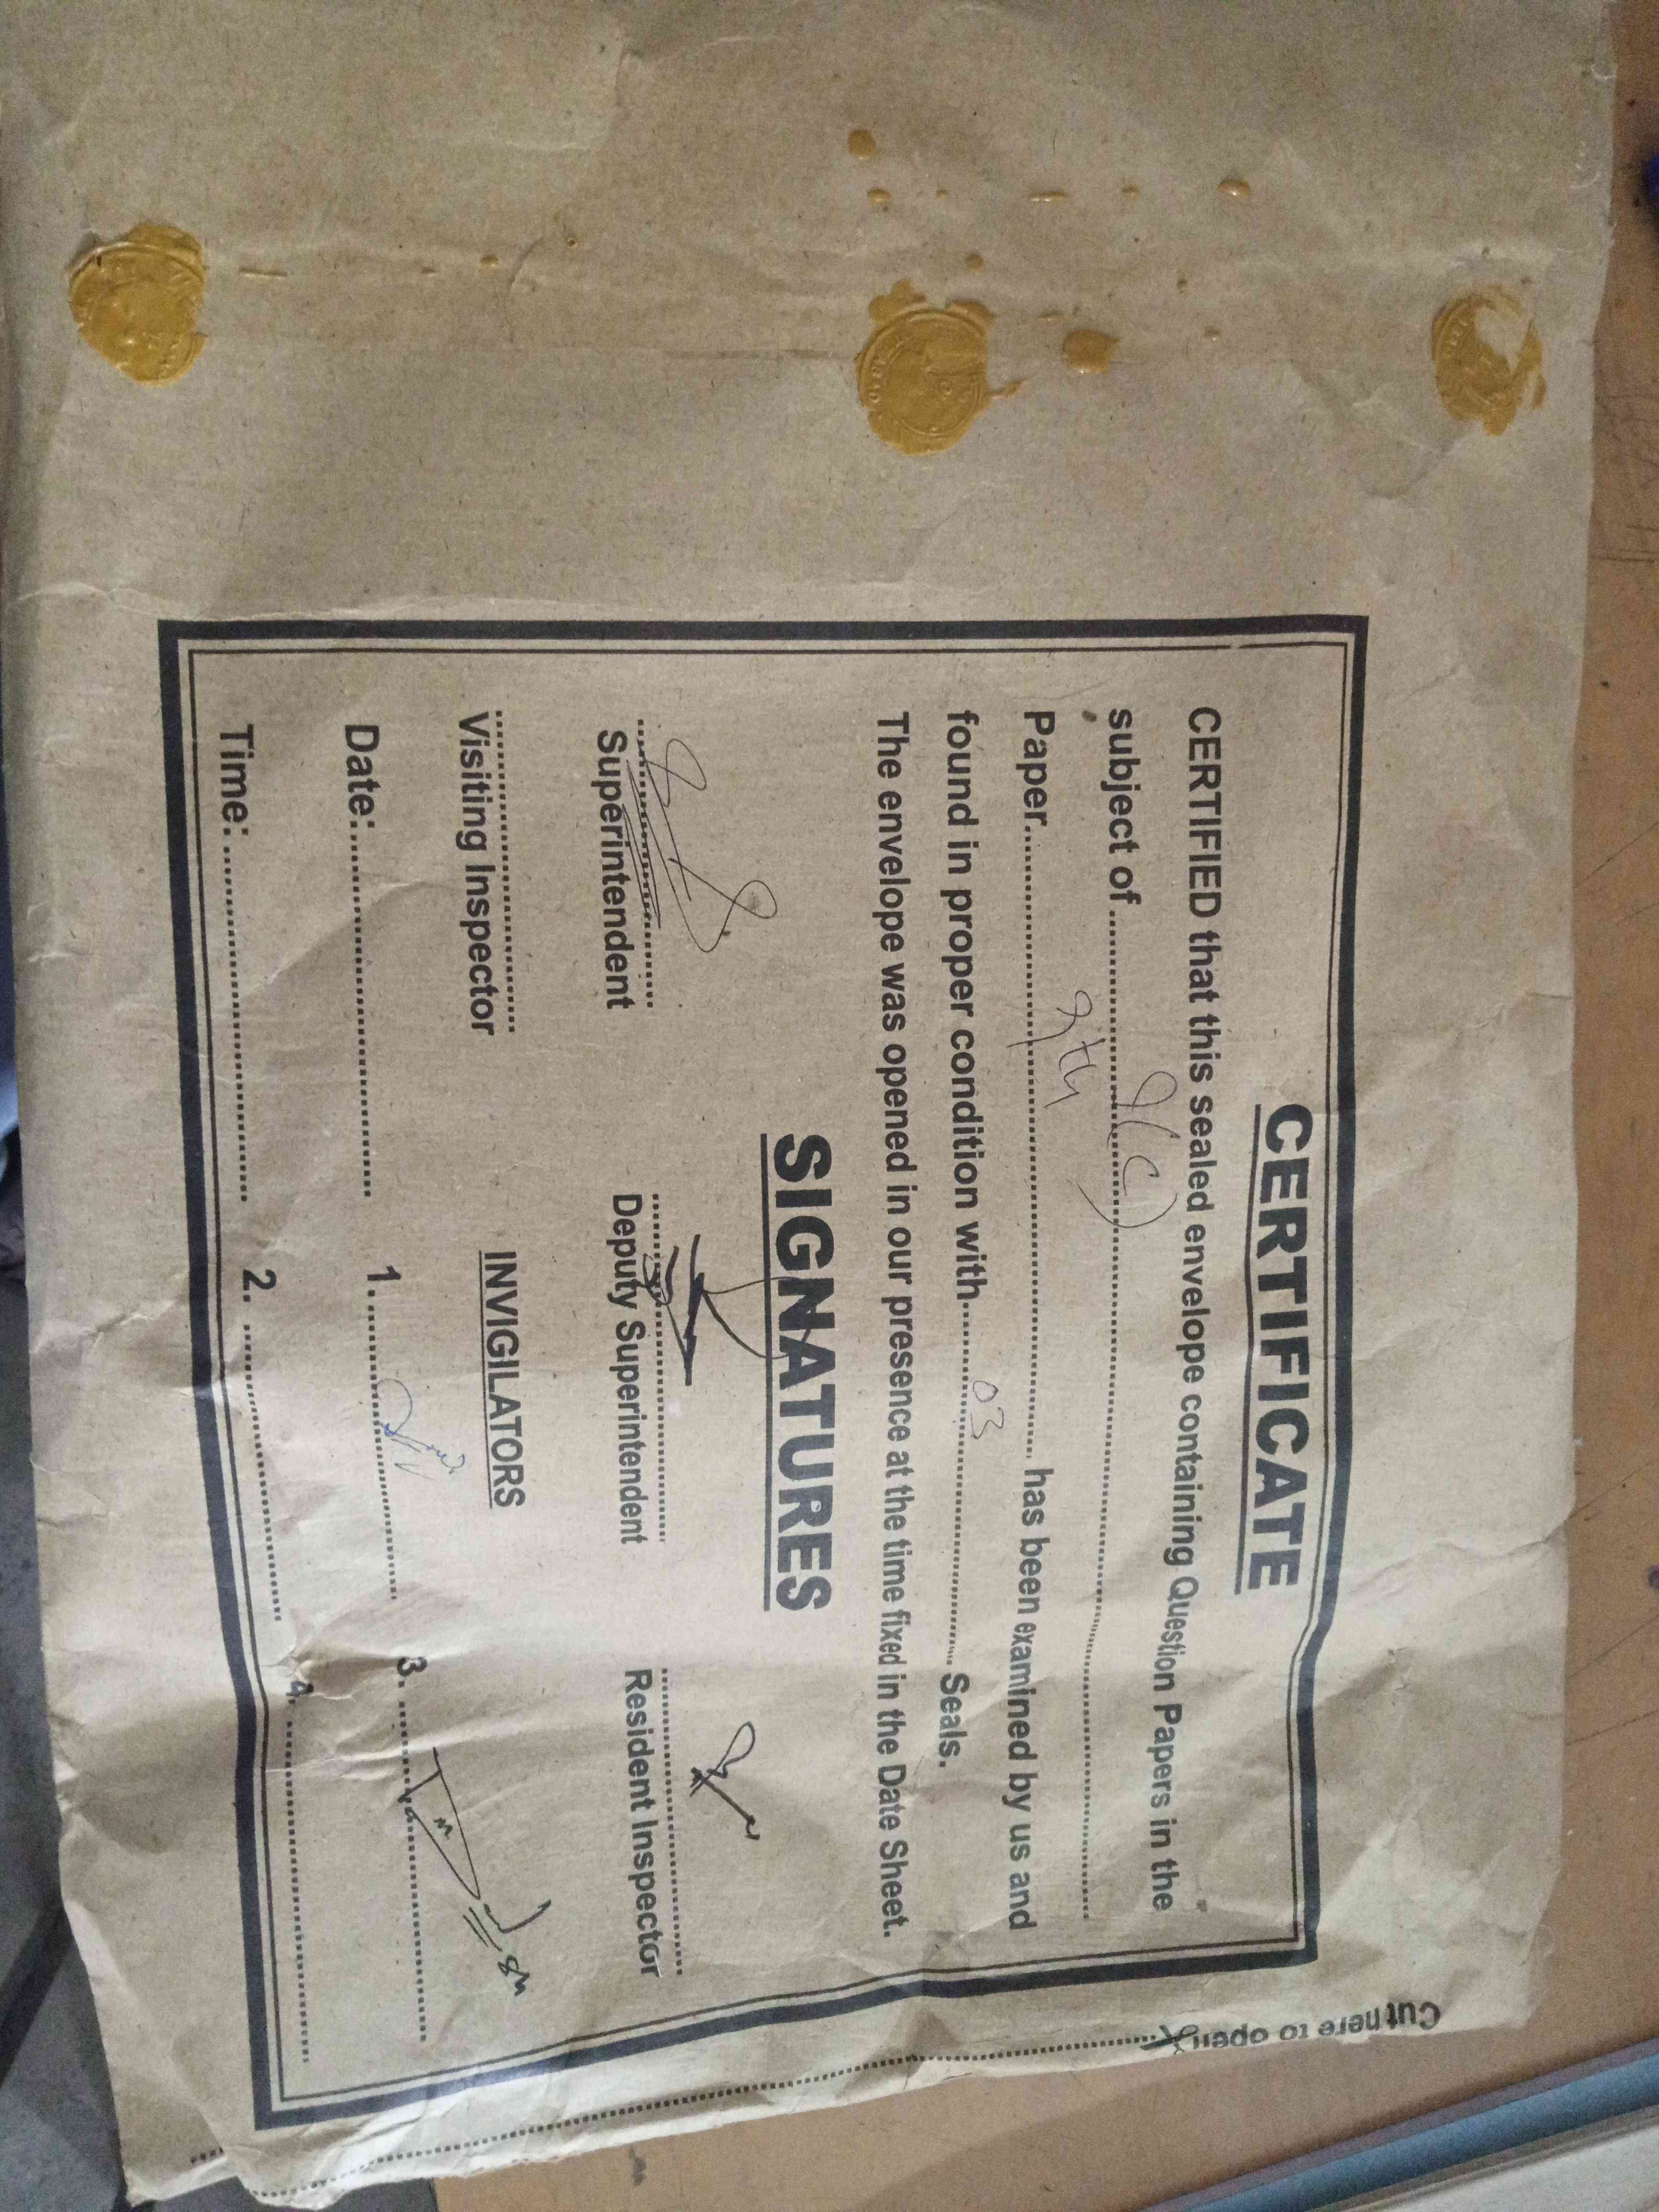 CERTIFICATE
CERTIFIED that this sealed envelope containing Question Papers in the
subject of.......... I(C) ..........
Paper.......... 9th .......... has been examined by us and
found in proper condition with.......... 03 .......... Seals.
The envelope was opened in our presence at the time fixed in the Date Sheet.
SIGNATURES
Superintendent Deputy Superintendent Resident Inspector
Visiting Inspector INVIGILATORS
Date:.......... 1........... 3. ..........
Time:.......... 2. .......... 4. ..........
Cut here to open